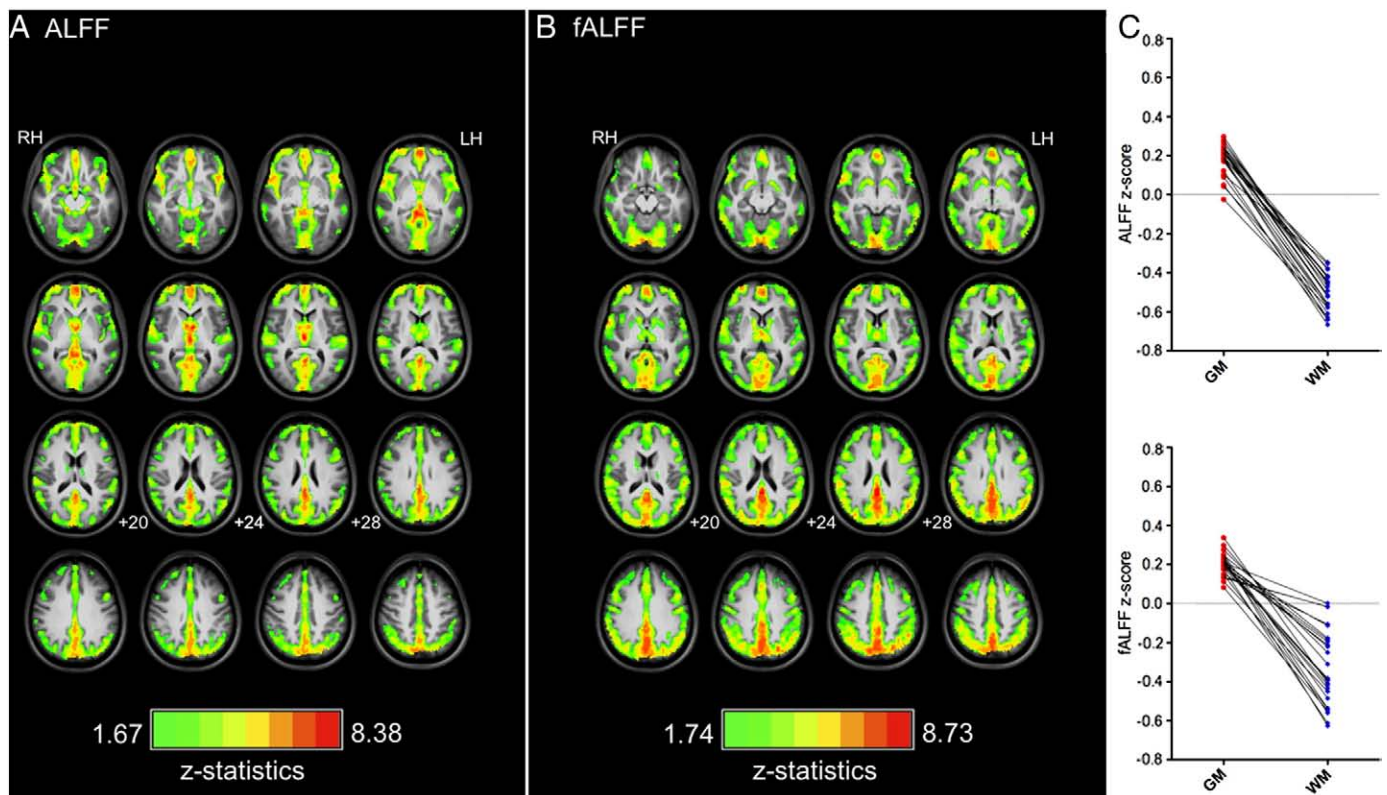 A ALFF
RH
LH
+20
+24
+28
1.67
8.38
z-statistics
B fALFF
RH
LH
+20
+24
+28
1.74
8.73
z-statistics
C
0.8
0.6
0.4
0.2
0.0
-0.2
-0.4
-0.6
-0.8
ALFF z-score
GM
WM
0.8
0.6
0.4
0.2
0.0
-0.2
-0.4
-0.6
-0.8
fALFF z-score
GM
WM